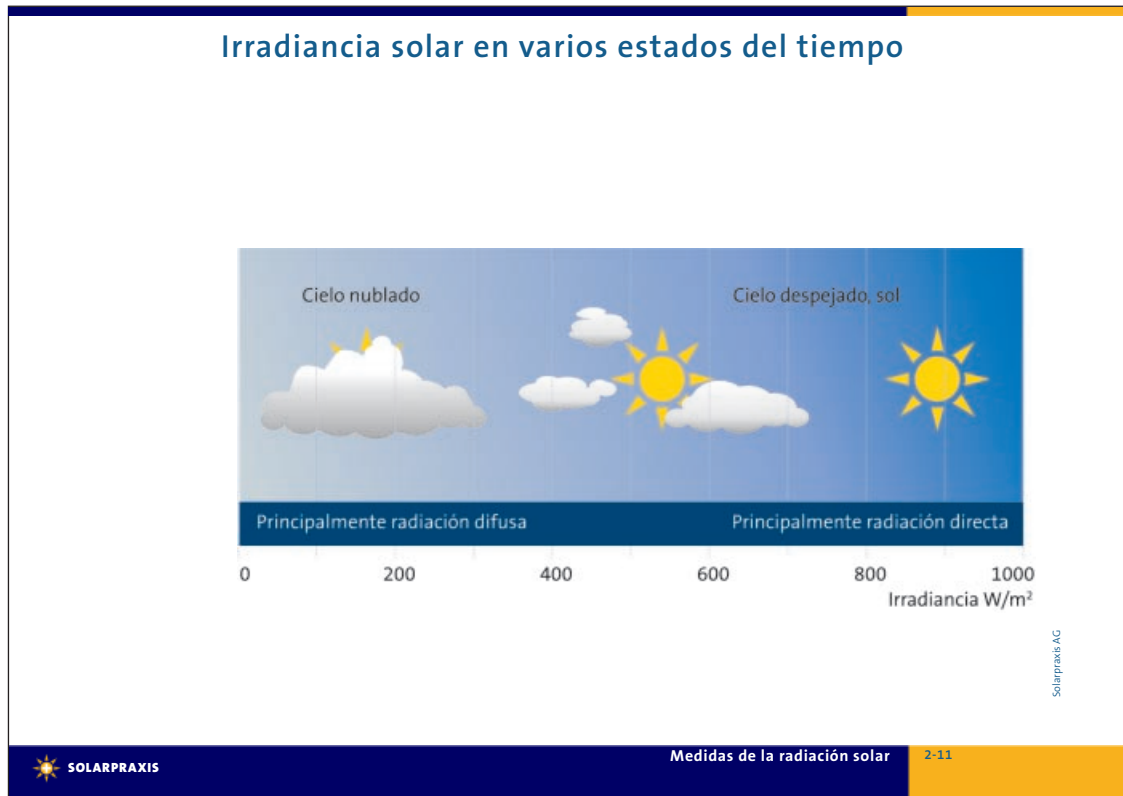 Irradiancia solar en varios estados del tiempo
Cielo nublado
Cielo despejado, sol
Principalmente radiación difusa
Principalmente radiación directa
0 200 400 600 800 1000
Irradiancia W/m²
Solarpraxis AG
SOLARPRAXIS
Medidas de la radiación solar
2-11